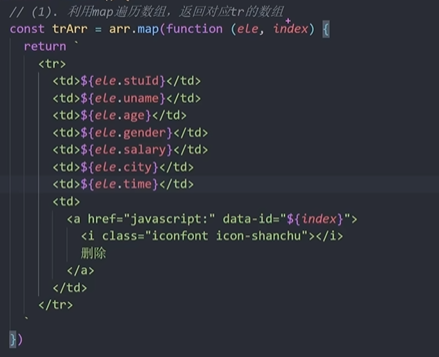 // (1). 利用map遍历数组，返回对应tr的数组
const trArr = arr.map(function (ele, index) {
return `
<tr>
<td>${ele.stuId}</td>
<td>${ele.uname}</td>
<td>${ele.age}</td>
<td>${ele.gender}</td>
<td>${ele.salary}</td>
<td>${ele.city}</td>
<td>${ele.time}</td>
<td>
<a href="javascript:" data-id="${index}">
<i class="iconfont icon-shanchu"></i>
删除
</a>
</td>
</tr>
`
})